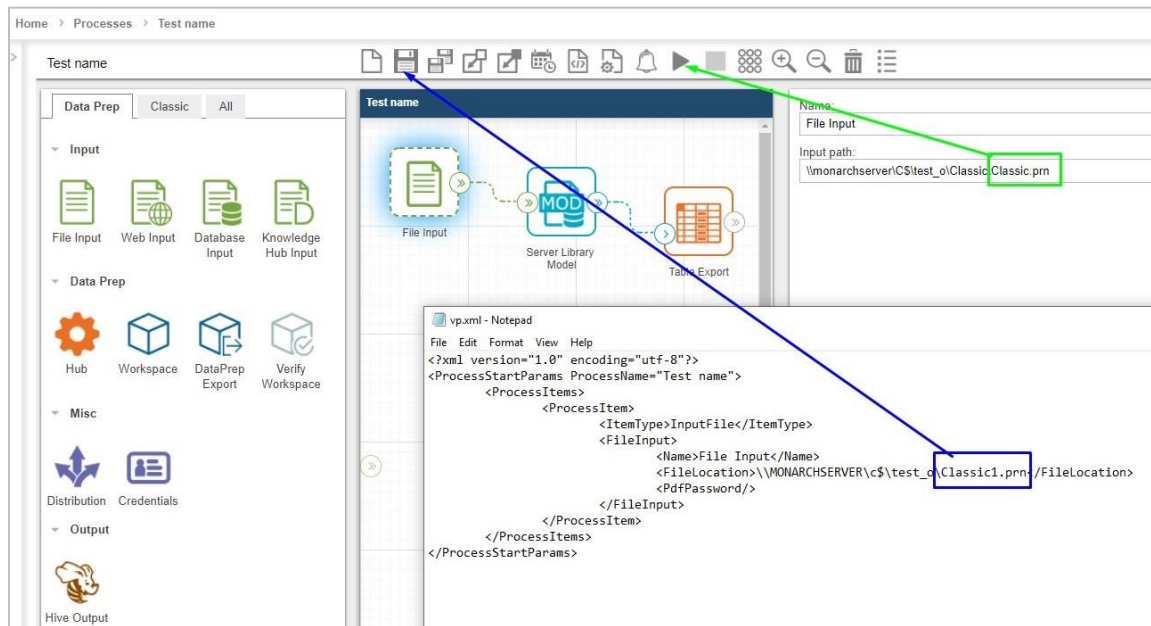 Home > Processes > Test name
Test name
Data Prep Classic All
Input
File Input Web Input Database Input Knowledge Hub Input
Data Prep
Hub Workspace DataPrep Export Verify Workspace
Misc
Distribution Credentials
Output
Hive Output
Test name
File Input
MOD
Server Library Model
Table Export
Name:
File Input
Input path:
\\monarchserver\C$\test_o\Classic\Classic.prn
vp.xml - Notepad
File Edit Format View Help
<?xml version="1.0" encoding="utf-8"?>
<ProcessStartParams ProcessName="Test name">
<ProcessItems>
<ProcessItem>
<ItemType>InputFile</ItemType>
<FileInput>
<Name>File Input</Name>
<FileLocation>\\MONARCHSERVER\c$\test_o\Classic1.prn</FileLocation>
<PdfPassword/>
</FileInput>
</ProcessItem>
</ProcessItems>
</ProcessStartParams>